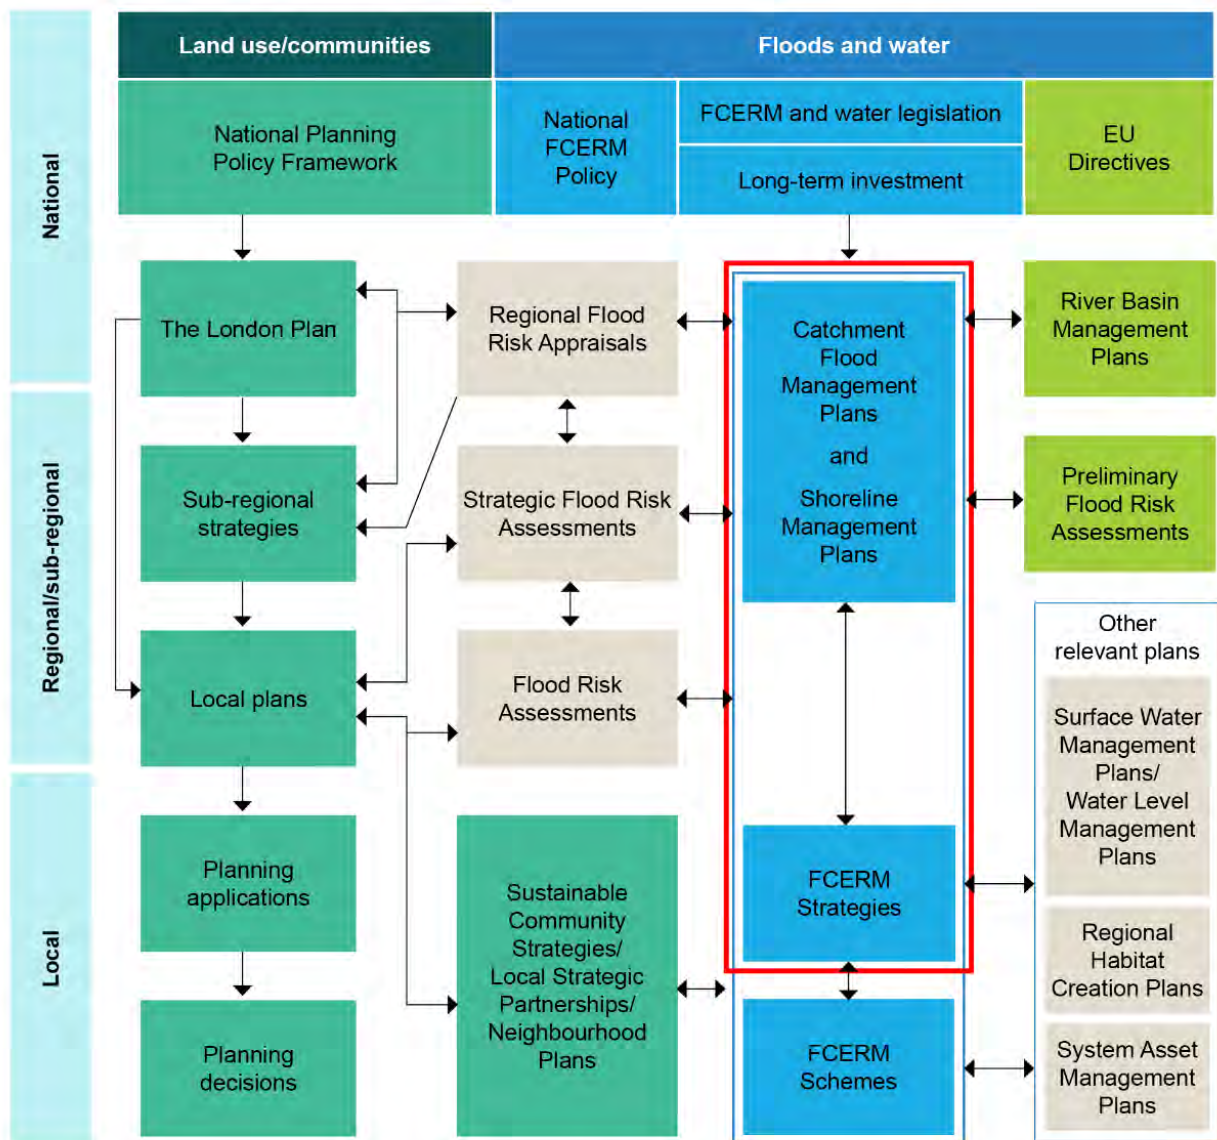 Land use/communities
Floods and water
National
National Planning
Policy Framework
National
FCERM
Policy
FCERM and water legislation
Long-term investment
EU
Directives
The London Plan
Regional Flood
Risk Appraisals
Catchment
Flood
Management
Plans
and
Shoreline
Management
Plans
River Basin
Management
Plans
Regional/sub-regional
Sub-regional
strategies
Strategic Flood Risk
Assessments
Preliminary
Flood Risk
Assessments
Local plans
Flood Risk
Assessments
Other
relevant plans
Surface Water
Management
Plans/
Water Level
Management
Plans
Local
Planning
applications
Sustainable
Community
Strategies/
Local Strategic
Partnerships/
Neighbourhood
Plans
FCERM
Strategies
Regional
Habitat
Creation Plans
Planning
decisions
FCERM
Schemes
System Asset
Management
Plans